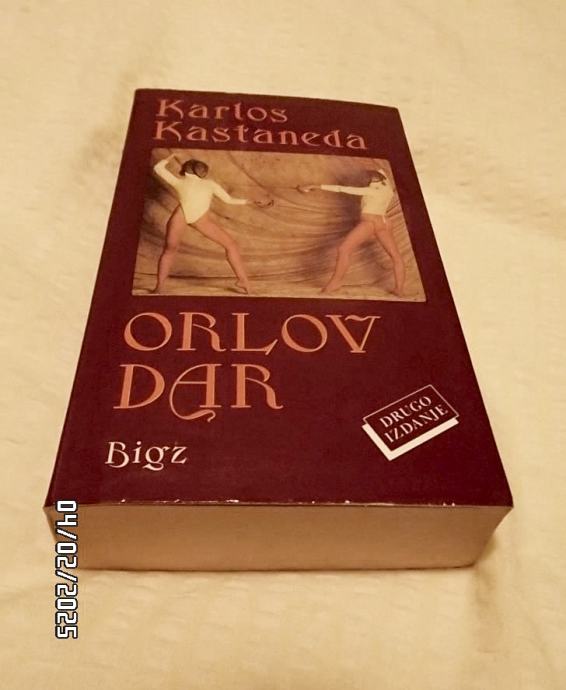 Karlos
Kastaneda
ORLOV
DAR
DRUGO
IZDANJE
Bigz
04/02/2025